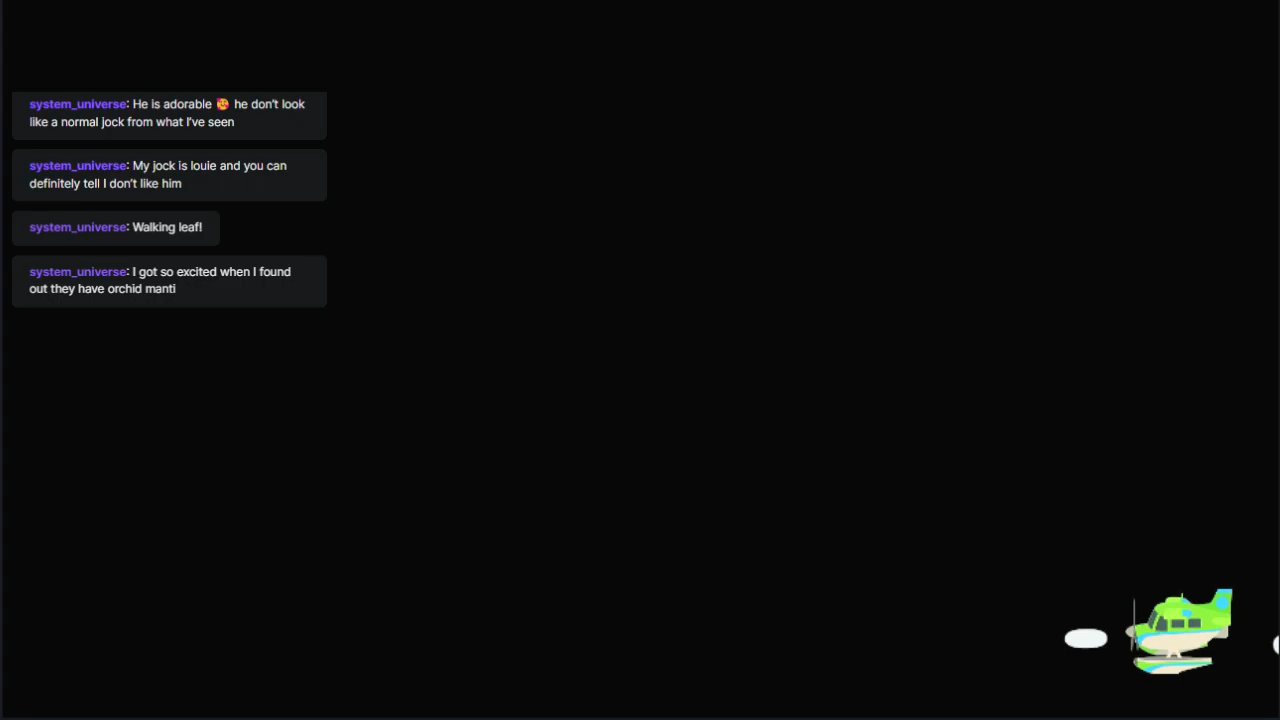 system_universe: He is adorable 🥰 he don't look
like a normal jock from what I've seen
system_universe: My jock is louie and you can
definitely tell I don't like him
system_universe: Walking leaf!
system_universe: I got so excited when I found
out they have orchid manti